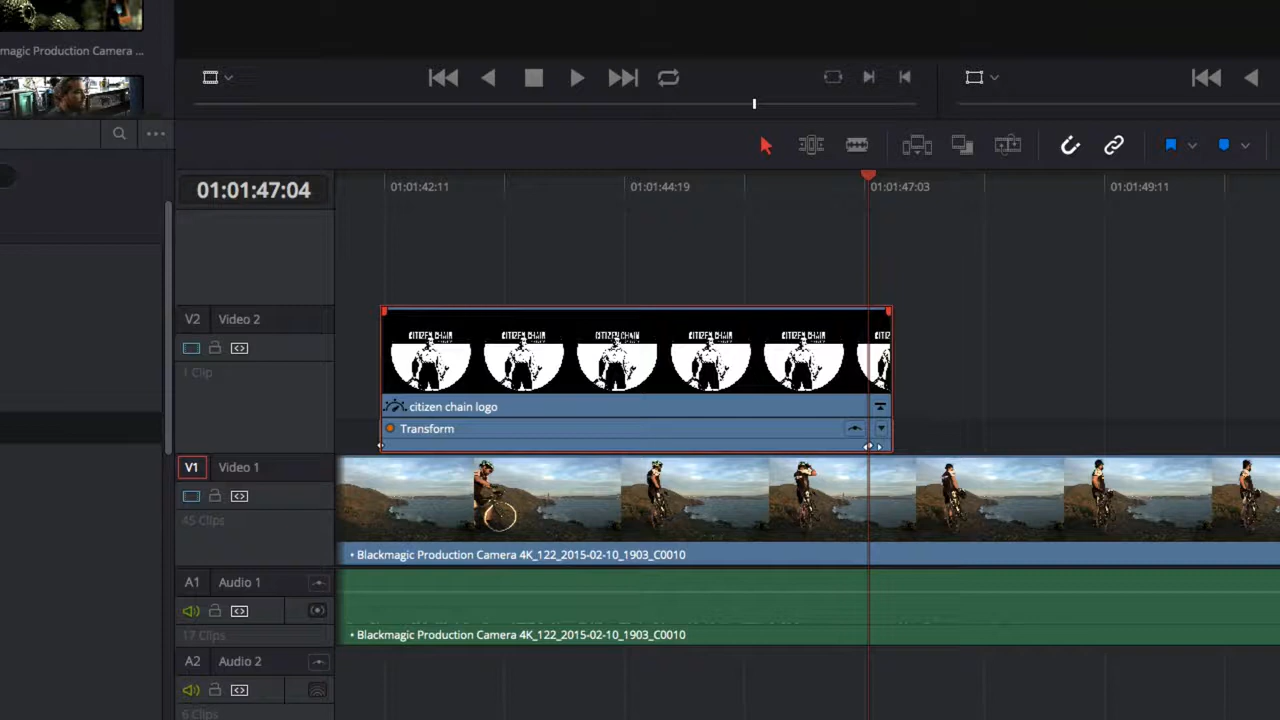 magic Production Camera ...
01:01:47:04
01:01:42:11
01:01:44:19
01:01:47:03
01:01:49:11
V2 Video 2
1 Clip
CITIZEN CHAIN CITIZEN CHAIN CITIZEN CHAIN CITIZEN CHAIN CITIZEN CHAIN CITIZ
citizen chain logo
Transform
V1 Video 1
45 Clips
• Blackmagic Production Camera 4K_122_2015-02-10_1903_C0010
A1 Audio 1
17 Clips
• Blackmagic Production Camera 4K_122_2015-02-10_1903_C0010
A2 Audio 2
6 Clips